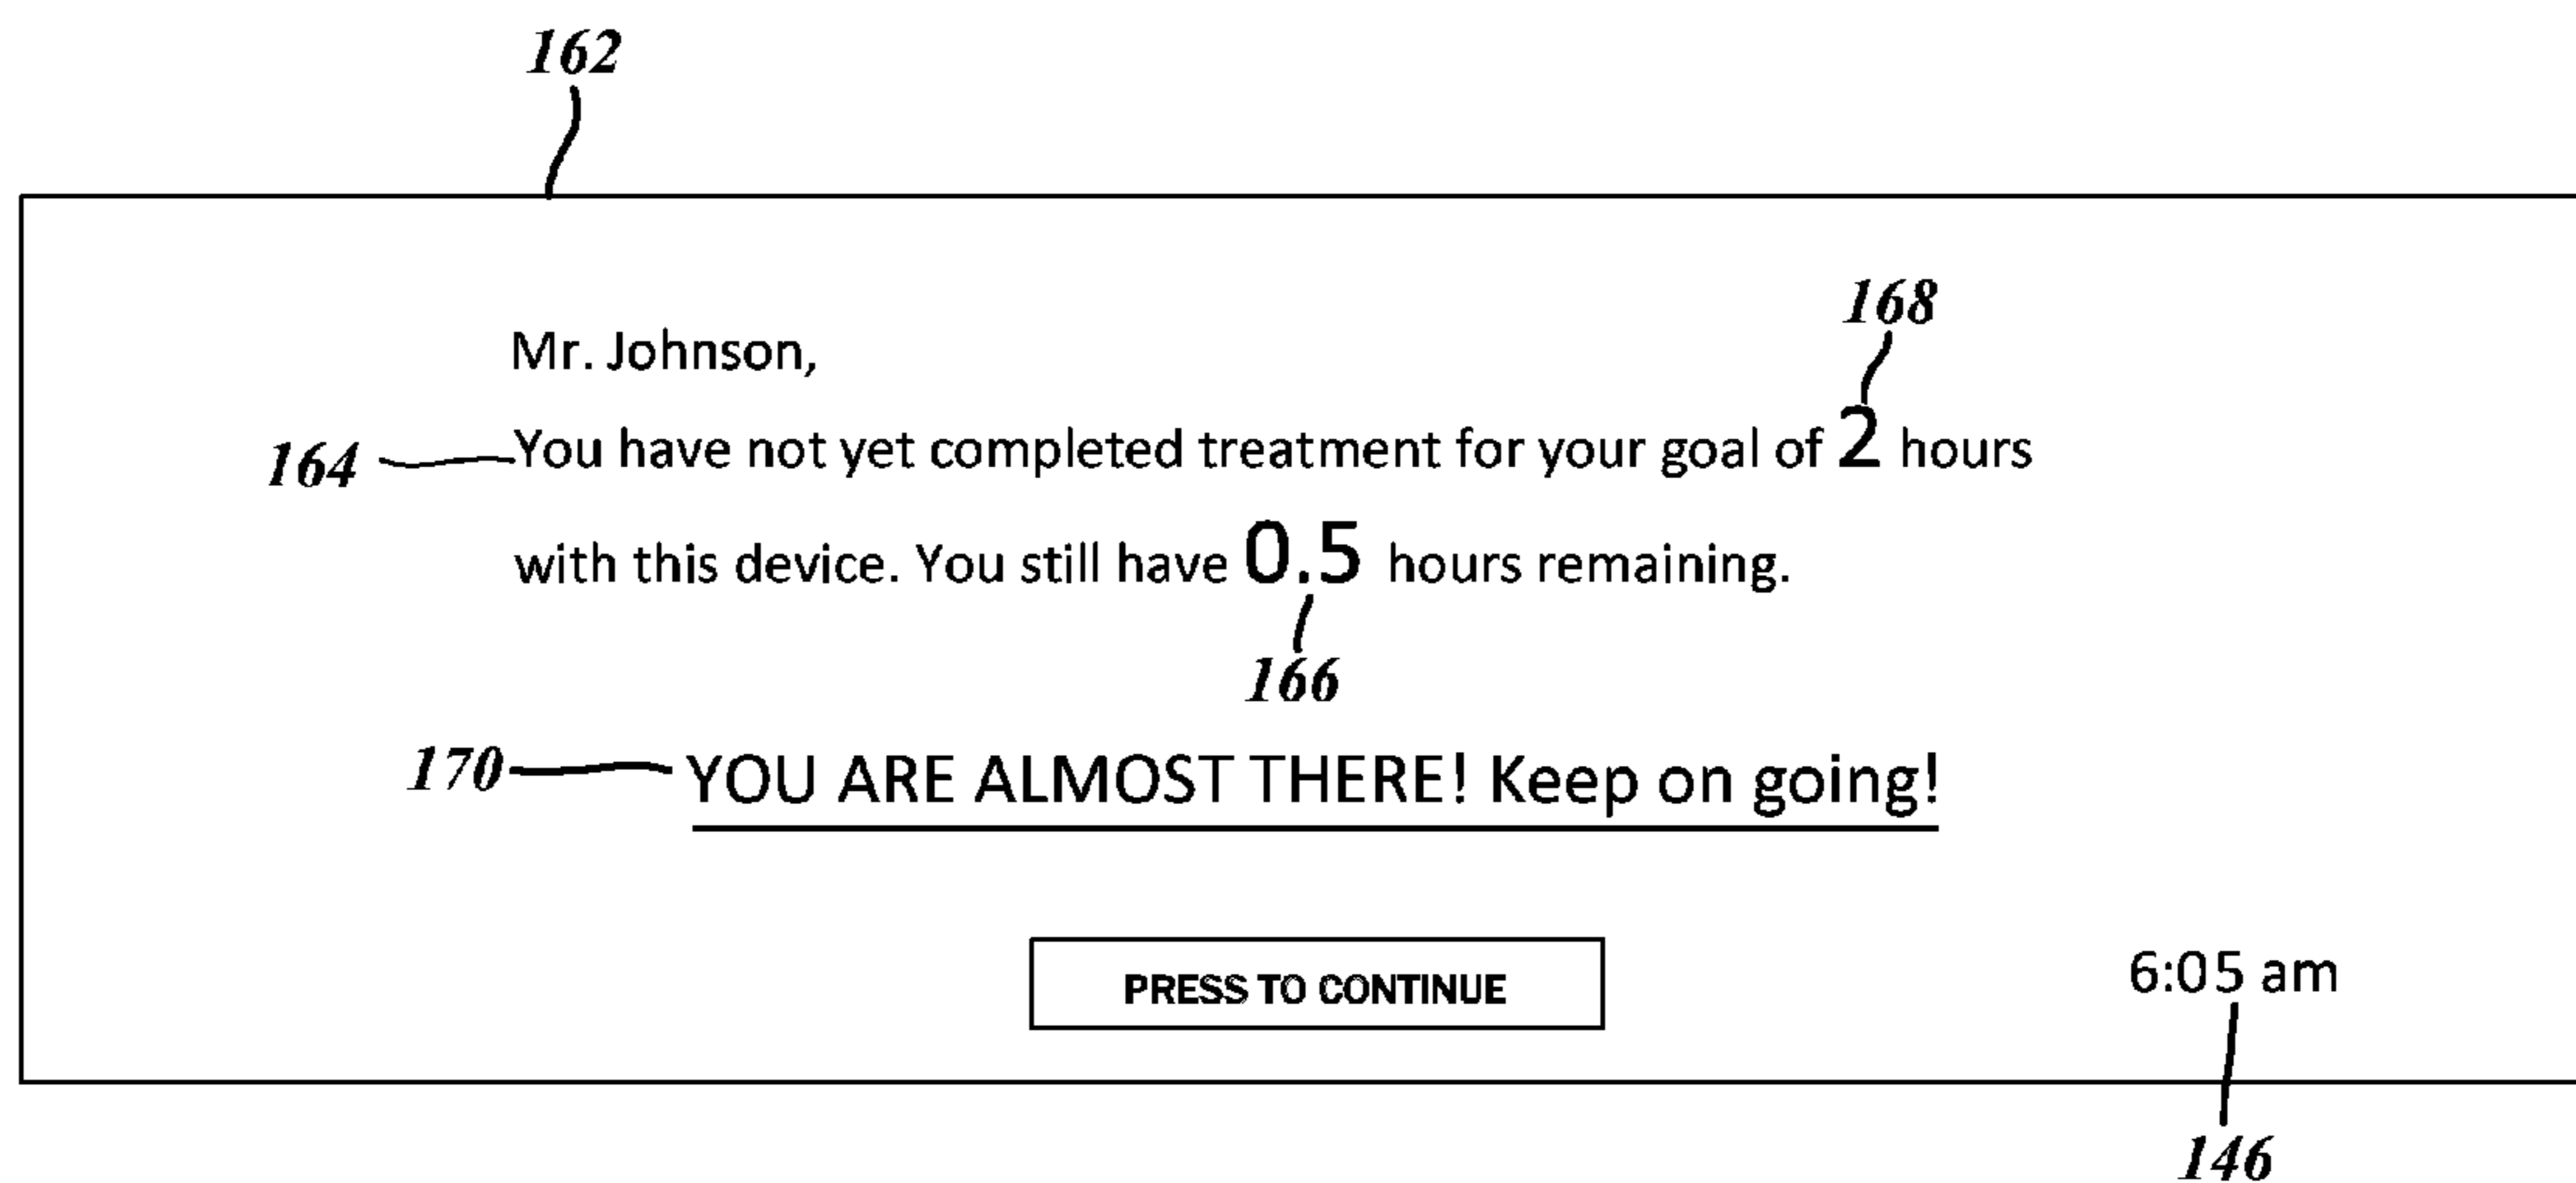 162
168
Mr. Johnson,
164 You have not yet completed treatment for your goal of 2 hours
with this device. You still have 0.5 hours remaining.
166
170 YOU ARE ALMOST THERE! Keep on going!
PRESS TO CONTINUE
6:05 am
146